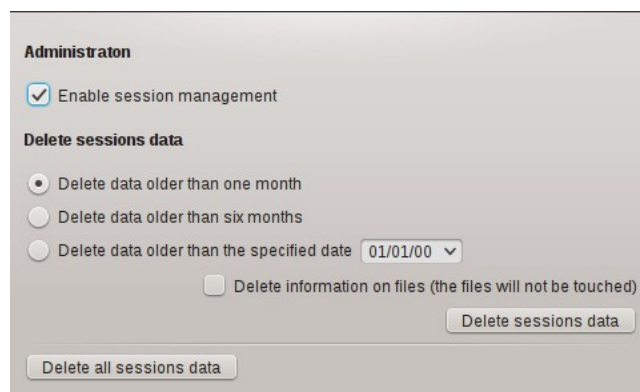 Administraton
Enable session management
Delete sessions data
Delete data older than one month
Delete data older than six months
Delete data older than the specified date 01/01/00
Delete information on files (the files will not be touched)
Delete sessions data
Delete all sessions data